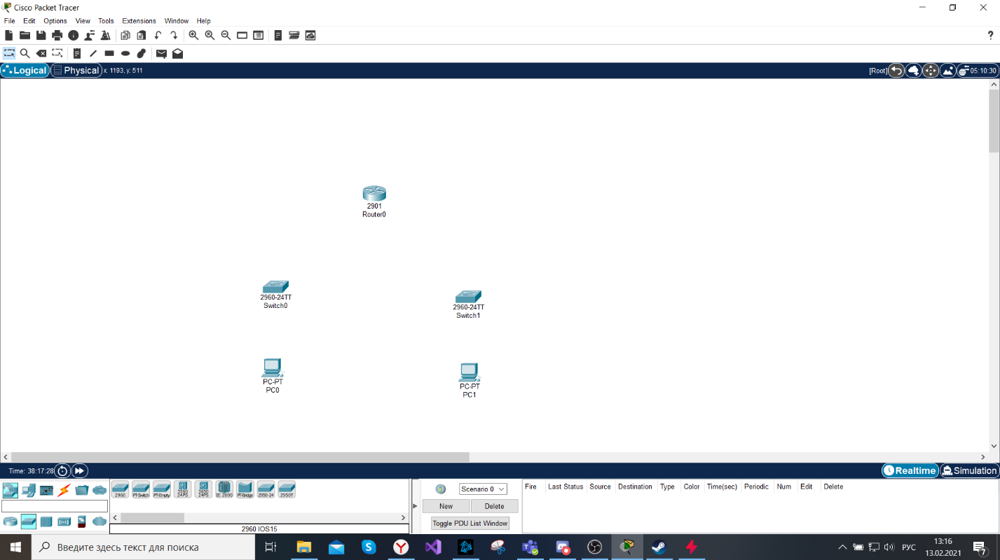 Cisco Packet Tracer
File Edit Options View Tools Extensions Window Help
?
Logical Physical x: 1193, y: 511 [Root] 05:10:30
2901
Router0
2960-24TT
Switch0
2960-24TT
Switch1
PC-PT
PC0
PC-PT
PC1
Time: 38:17:28 Realtime Simulation
2960 PT-Switch PT-Empty 3560 24PS 3650 24PS IE 2000 PT-Bridge 2950-24 2950T
2960 IOS15
Scenario 0
New Delete
Toggle PDU List Window
Fire Last Status Source Destination Type Color Time(sec) Periodic Num Edit Delete
Введите здесь текст для поиска
РУС
13:16
13.02.2021
7